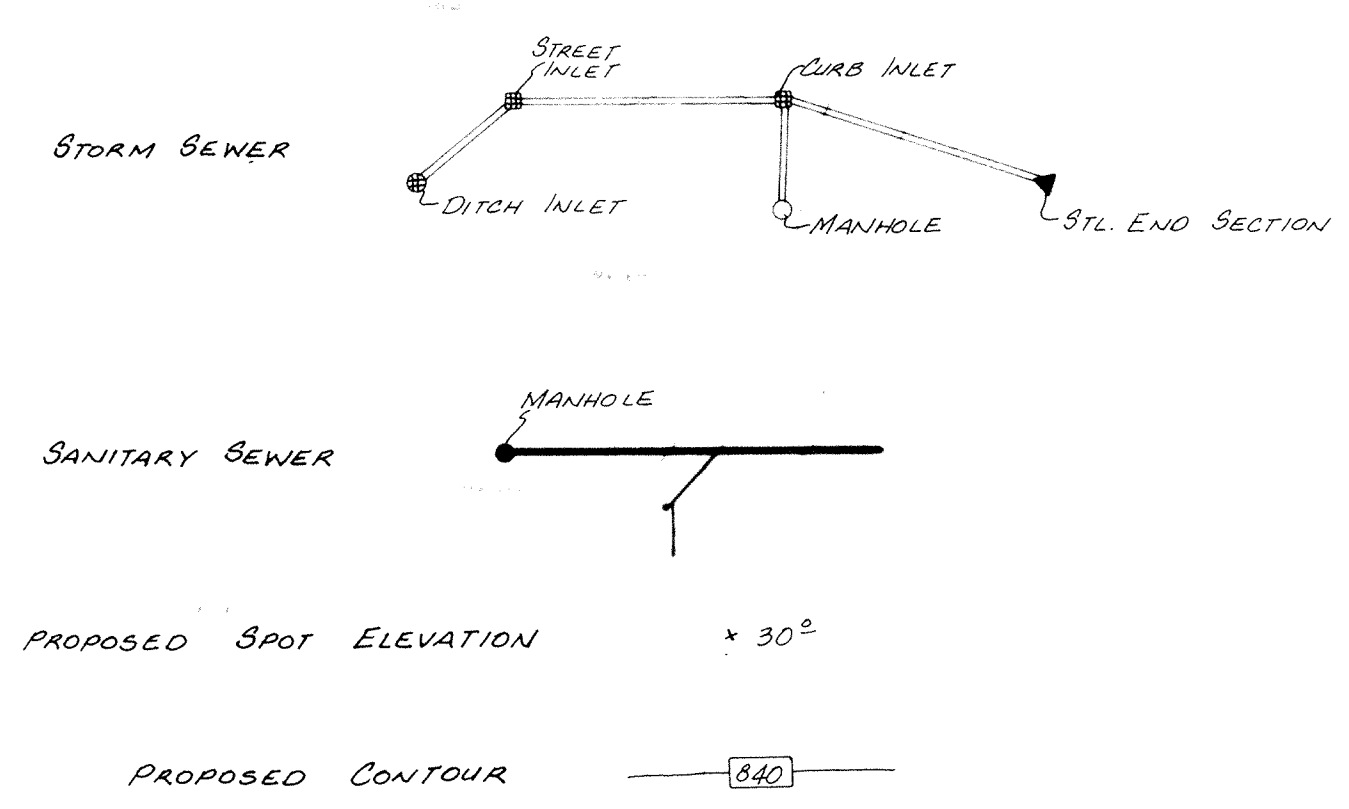 STREET
INLET
CURB INLET
STORM SEWER
DITCH INLET
MANHOLE
STL. END SECTION
MANHOLE
SANITARY SEWER
PROPOSED SPOT ELEVATION
x 30º
PROPOSED CONTOUR
840